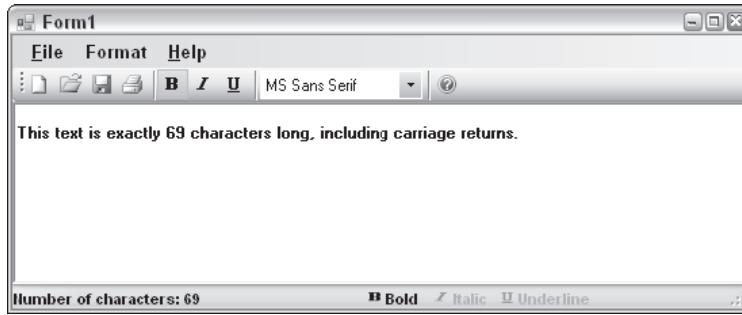 Form1
File Format Help
B I U MS Sans Serif
This text is exactly 69 characters long, including carriage returns.
Number of characters: 69 B Bold I Italic U Underline